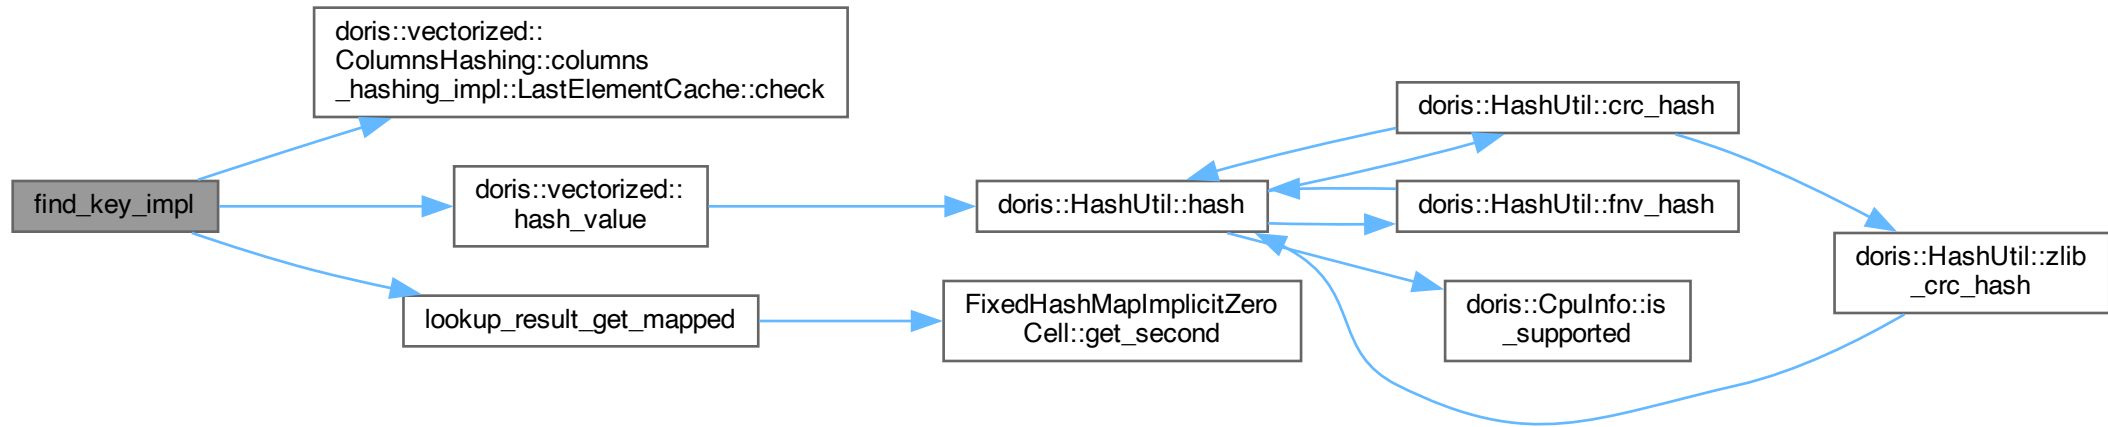 find_key_impl
doris::vectorized::
ColumnsHashing::columns
_hashing_impl::LastElementCache::check
doris::vectorized::
hash_value
lookup_result_get_mapped
doris::HashUtil::hash
FixedHashMapImplicitZero
Cell::get_second
doris::HashUtil::crc_hash
doris::HashUtil::fnv_hash
doris::CpuInfo::is
_supported
doris::HashUtil::zlib
_crc_hash